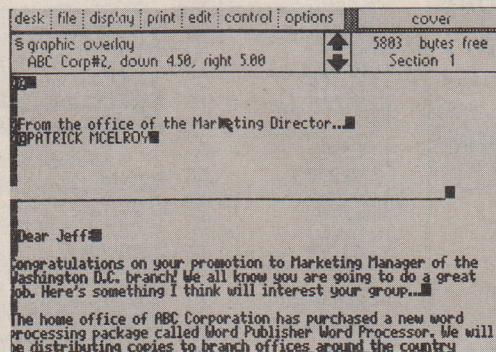 desk file display print edit control options cover
§ graphic overlay 5803 bytes free
ABC Corp#2, down 4.50, right 5.00 Section 1
From the office of the Marketing Director...
PATRICK MCELROY
Dear Jeff
Congratulations on your promotion to Marketing Manager of the
Washington D.C. branch! We all know you are going to do a great
job. Here's something I think will interest your group...
The home office of ABC Corporation has purchased a new word
processing package called Word Publisher Word Processor. We will
be distributing copies to branch offices around the country